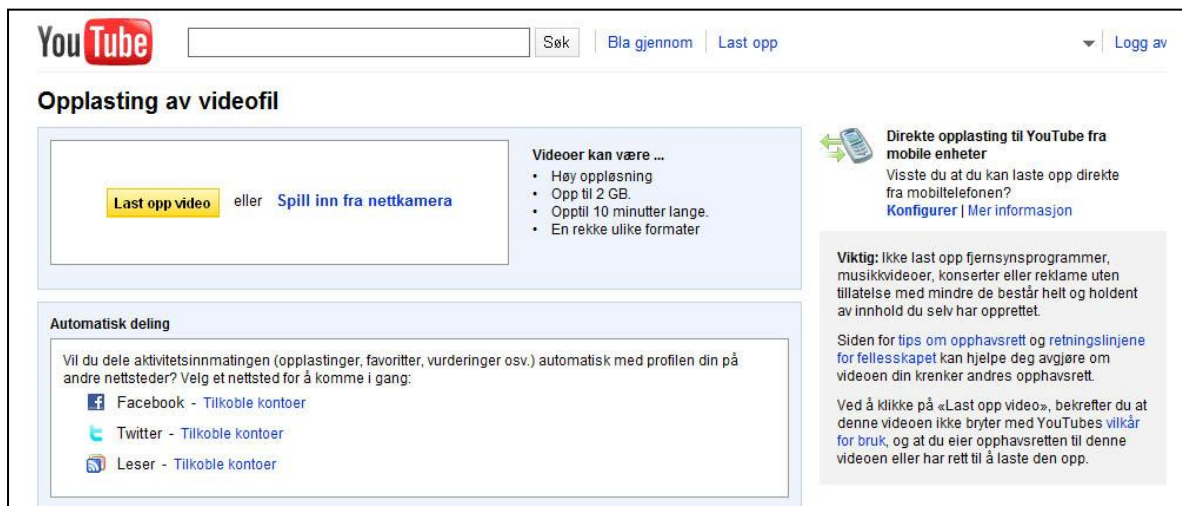 YouTube Søk Bla gjennom Last opp Logg av
Opplasting av videofil
Last opp video eller Spill inn fra nettkamera
Videoer kan være ...
• Høy oppløsning
• Opp til 2 GB.
• Opptil 10 minutter lange.
• En rekke ulike formater
Automatisk deling
Vil du dele aktivitetsinnmatingen (opplastinger, favoritter, vurderinger osv.) automatisk med profilen din på
andre nettsteder? Velg et nettsted for å komme i gang:
Facebook - Tilkoble kontoer
Twitter - Tilkoble kontoer
Leser - Tilkoble kontoer
Direkte opplasting til YouTube fra
mobile enheter
Visste du at du kan laste opp direkte
fra mobiltelefonen?
Konfigurer | Mer informasjon
Viktig: Ikke last opp fjernsynsprogrammer,
musikkvideoer, konserter eller reklame uten
tillatelse med mindre de består helt og holdent
av innhold du selv har opprettet.
Siden for tips om opphavsrett og retningslinjene
for fellesskapet kan hjelpe deg avgjøre om
videoen din krenker andres opphavsrett.
Ved å klikke på «Last opp video», bekrefter du at
denne videoen ikke bryter med YouTubes vilkår
for bruk, og at du eier opphavsretten til denne
videoen eller har rett til å laste den opp.